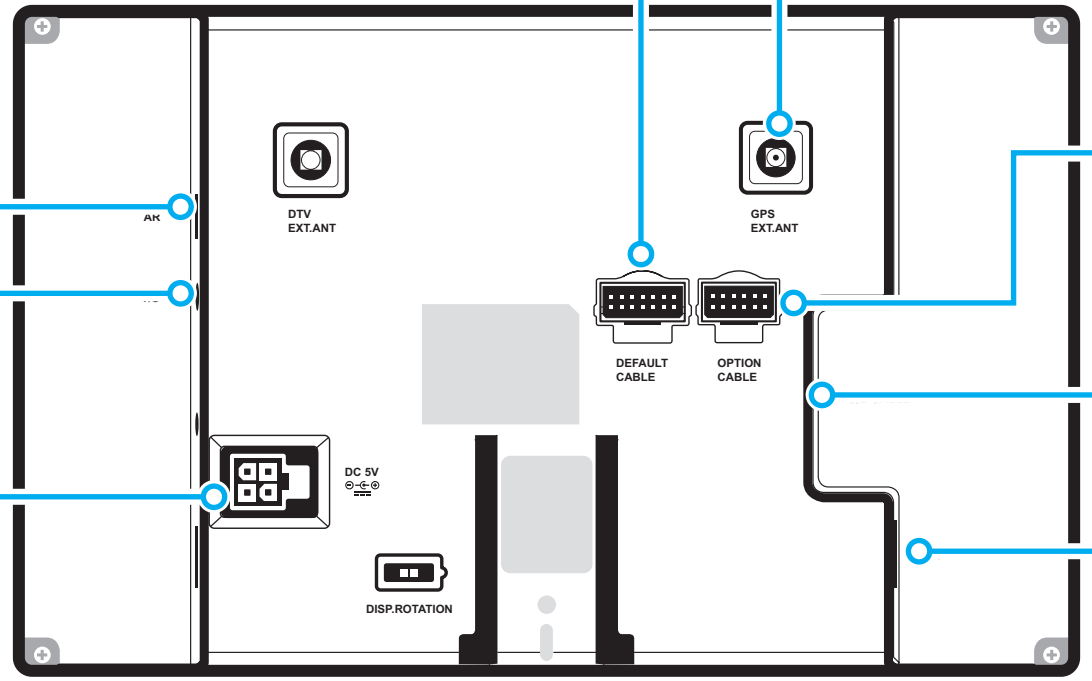 AR
DTV
EXT.ANT
GPS
EXT.ANT
DEFAULT
CABLE
OPTION
CABLE
DC 5V
DISP.ROTATION